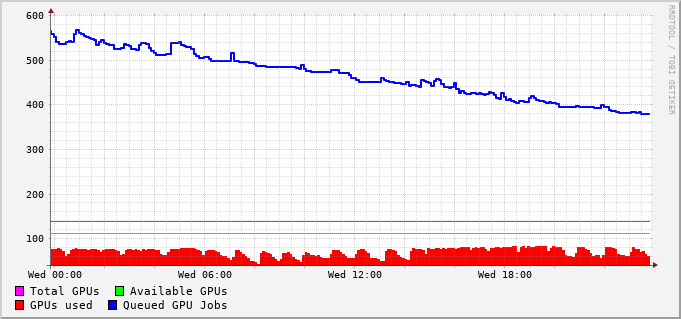 600
500
400
300
200
100
Wed 00:00 Wed 06:00 Wed 12:00 Wed 18:00
Total GPUs Available GPUs
GPUs used Queued GPU Jobs
RRDTOOL / TOBI OETIKER